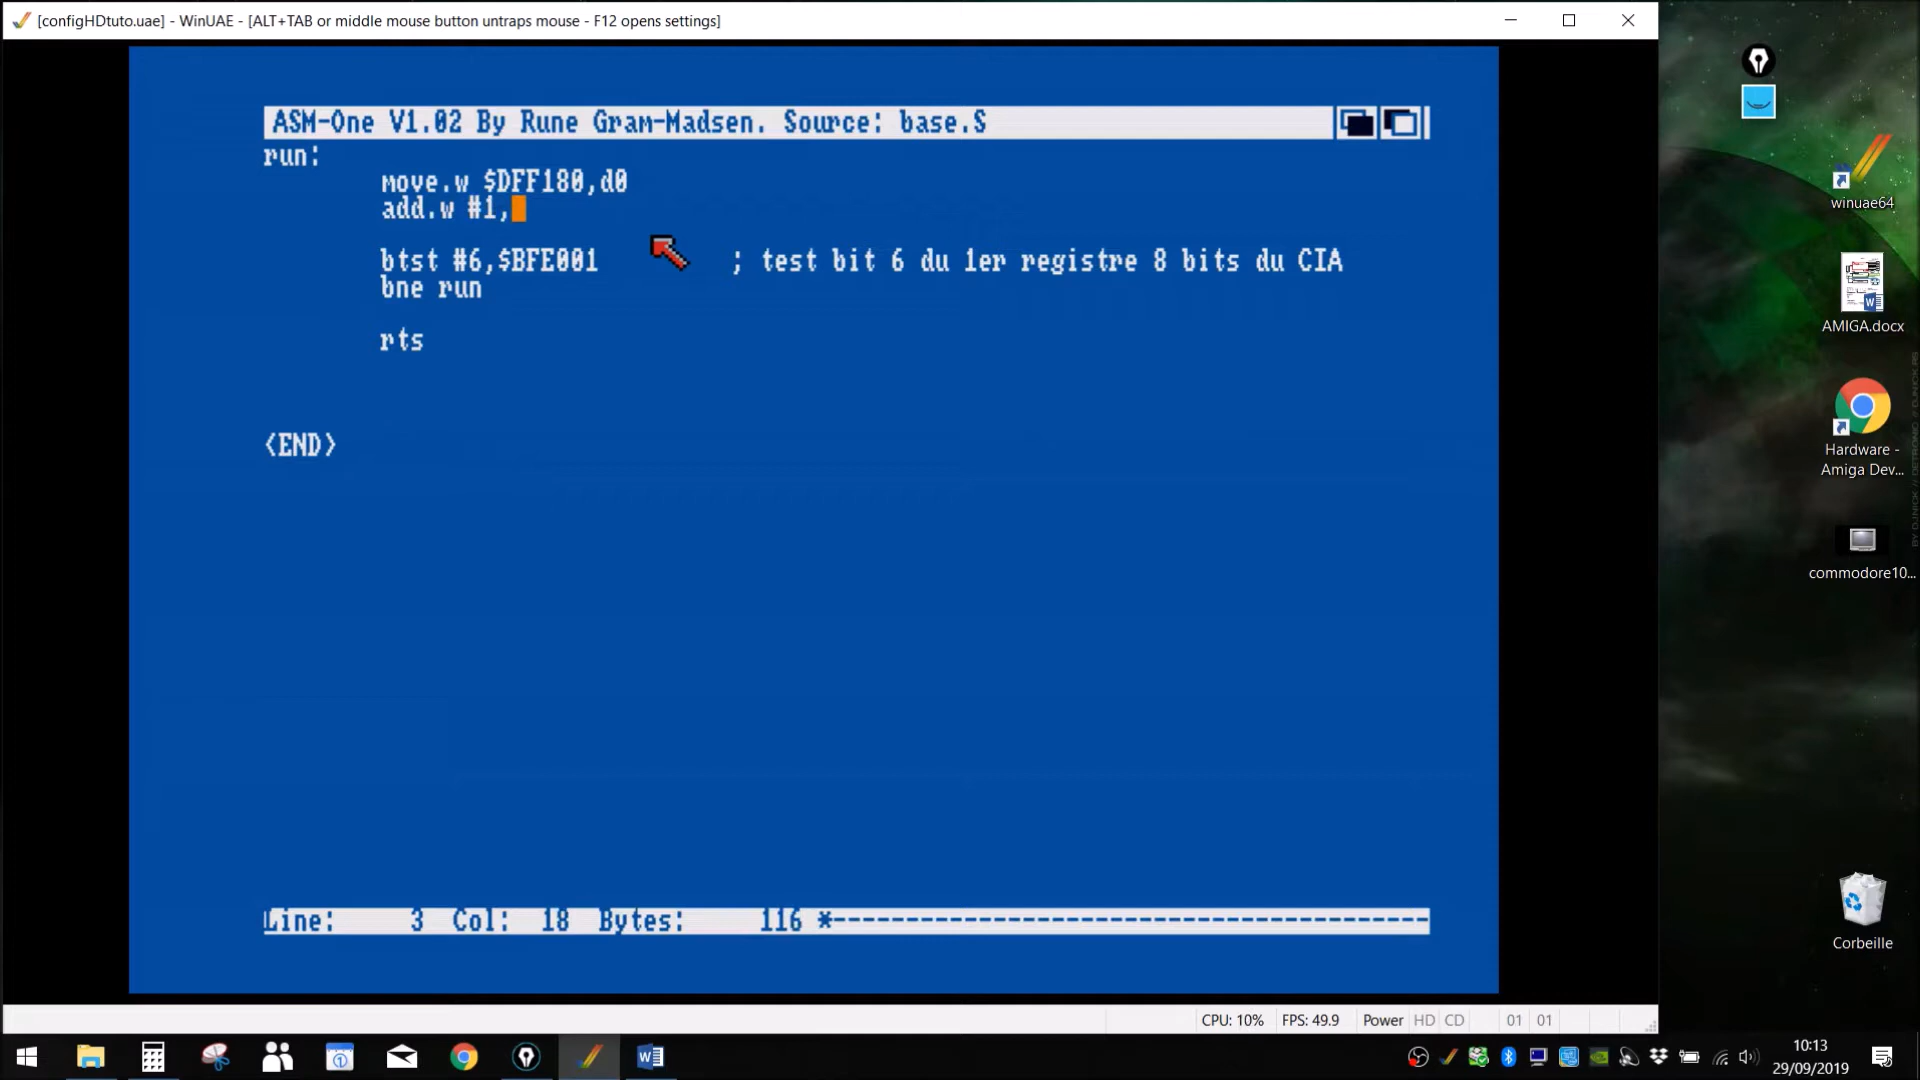 [configHDtuto.uae] - WinUAE - [ALT+TAB or middle mouse button untraps mouse - F12 opens settings]
ASM-One V1.02 By Rune Gram-Madsen. Source: base.S
run:
move.w $DFF180,d0
add.w #1,
btst #6,$BFE001 ; test bit 6 du 1er registre 8 bits du CIA
bne run
rts
<END>
Line: 3 Col: 18 Bytes: 116 *----------------------------------------
winuae64
AMIGA.docx
Hardware -
Amiga Dev...
commodore10...
Corbeille
CPU: 10% FPS: 49.9 Power HD CD 01 01
10:13
29/09/2019